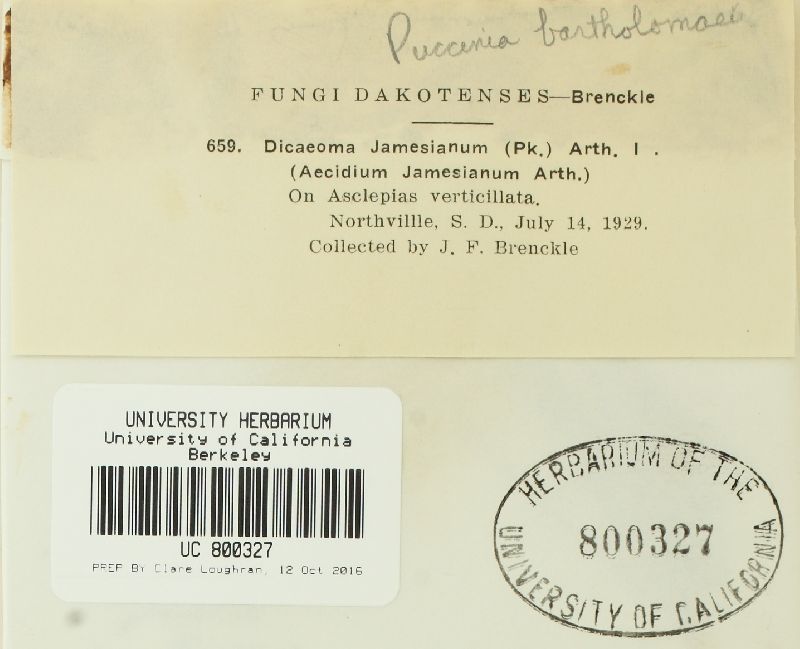 Puccinia bartholomaei
FUNGI DAKOTENSES—Brenckle
659. Dicaeoma Jamesianum (Pk.) Arth. I .
(Aecidium Jamesianum Arth.)
On Asclepias verticillata.
Northvillle, S. D., July 14, 1929.
Collected by J. F. Brenckle
UNIVERSITY HERBARIUM
University of California
Berkeley
UC 800327
PREP BY Clare Loughran, 12 Oct 2016
HERBARIUM OF THE
800327
UNIVERSITY OF CALIFORNIA